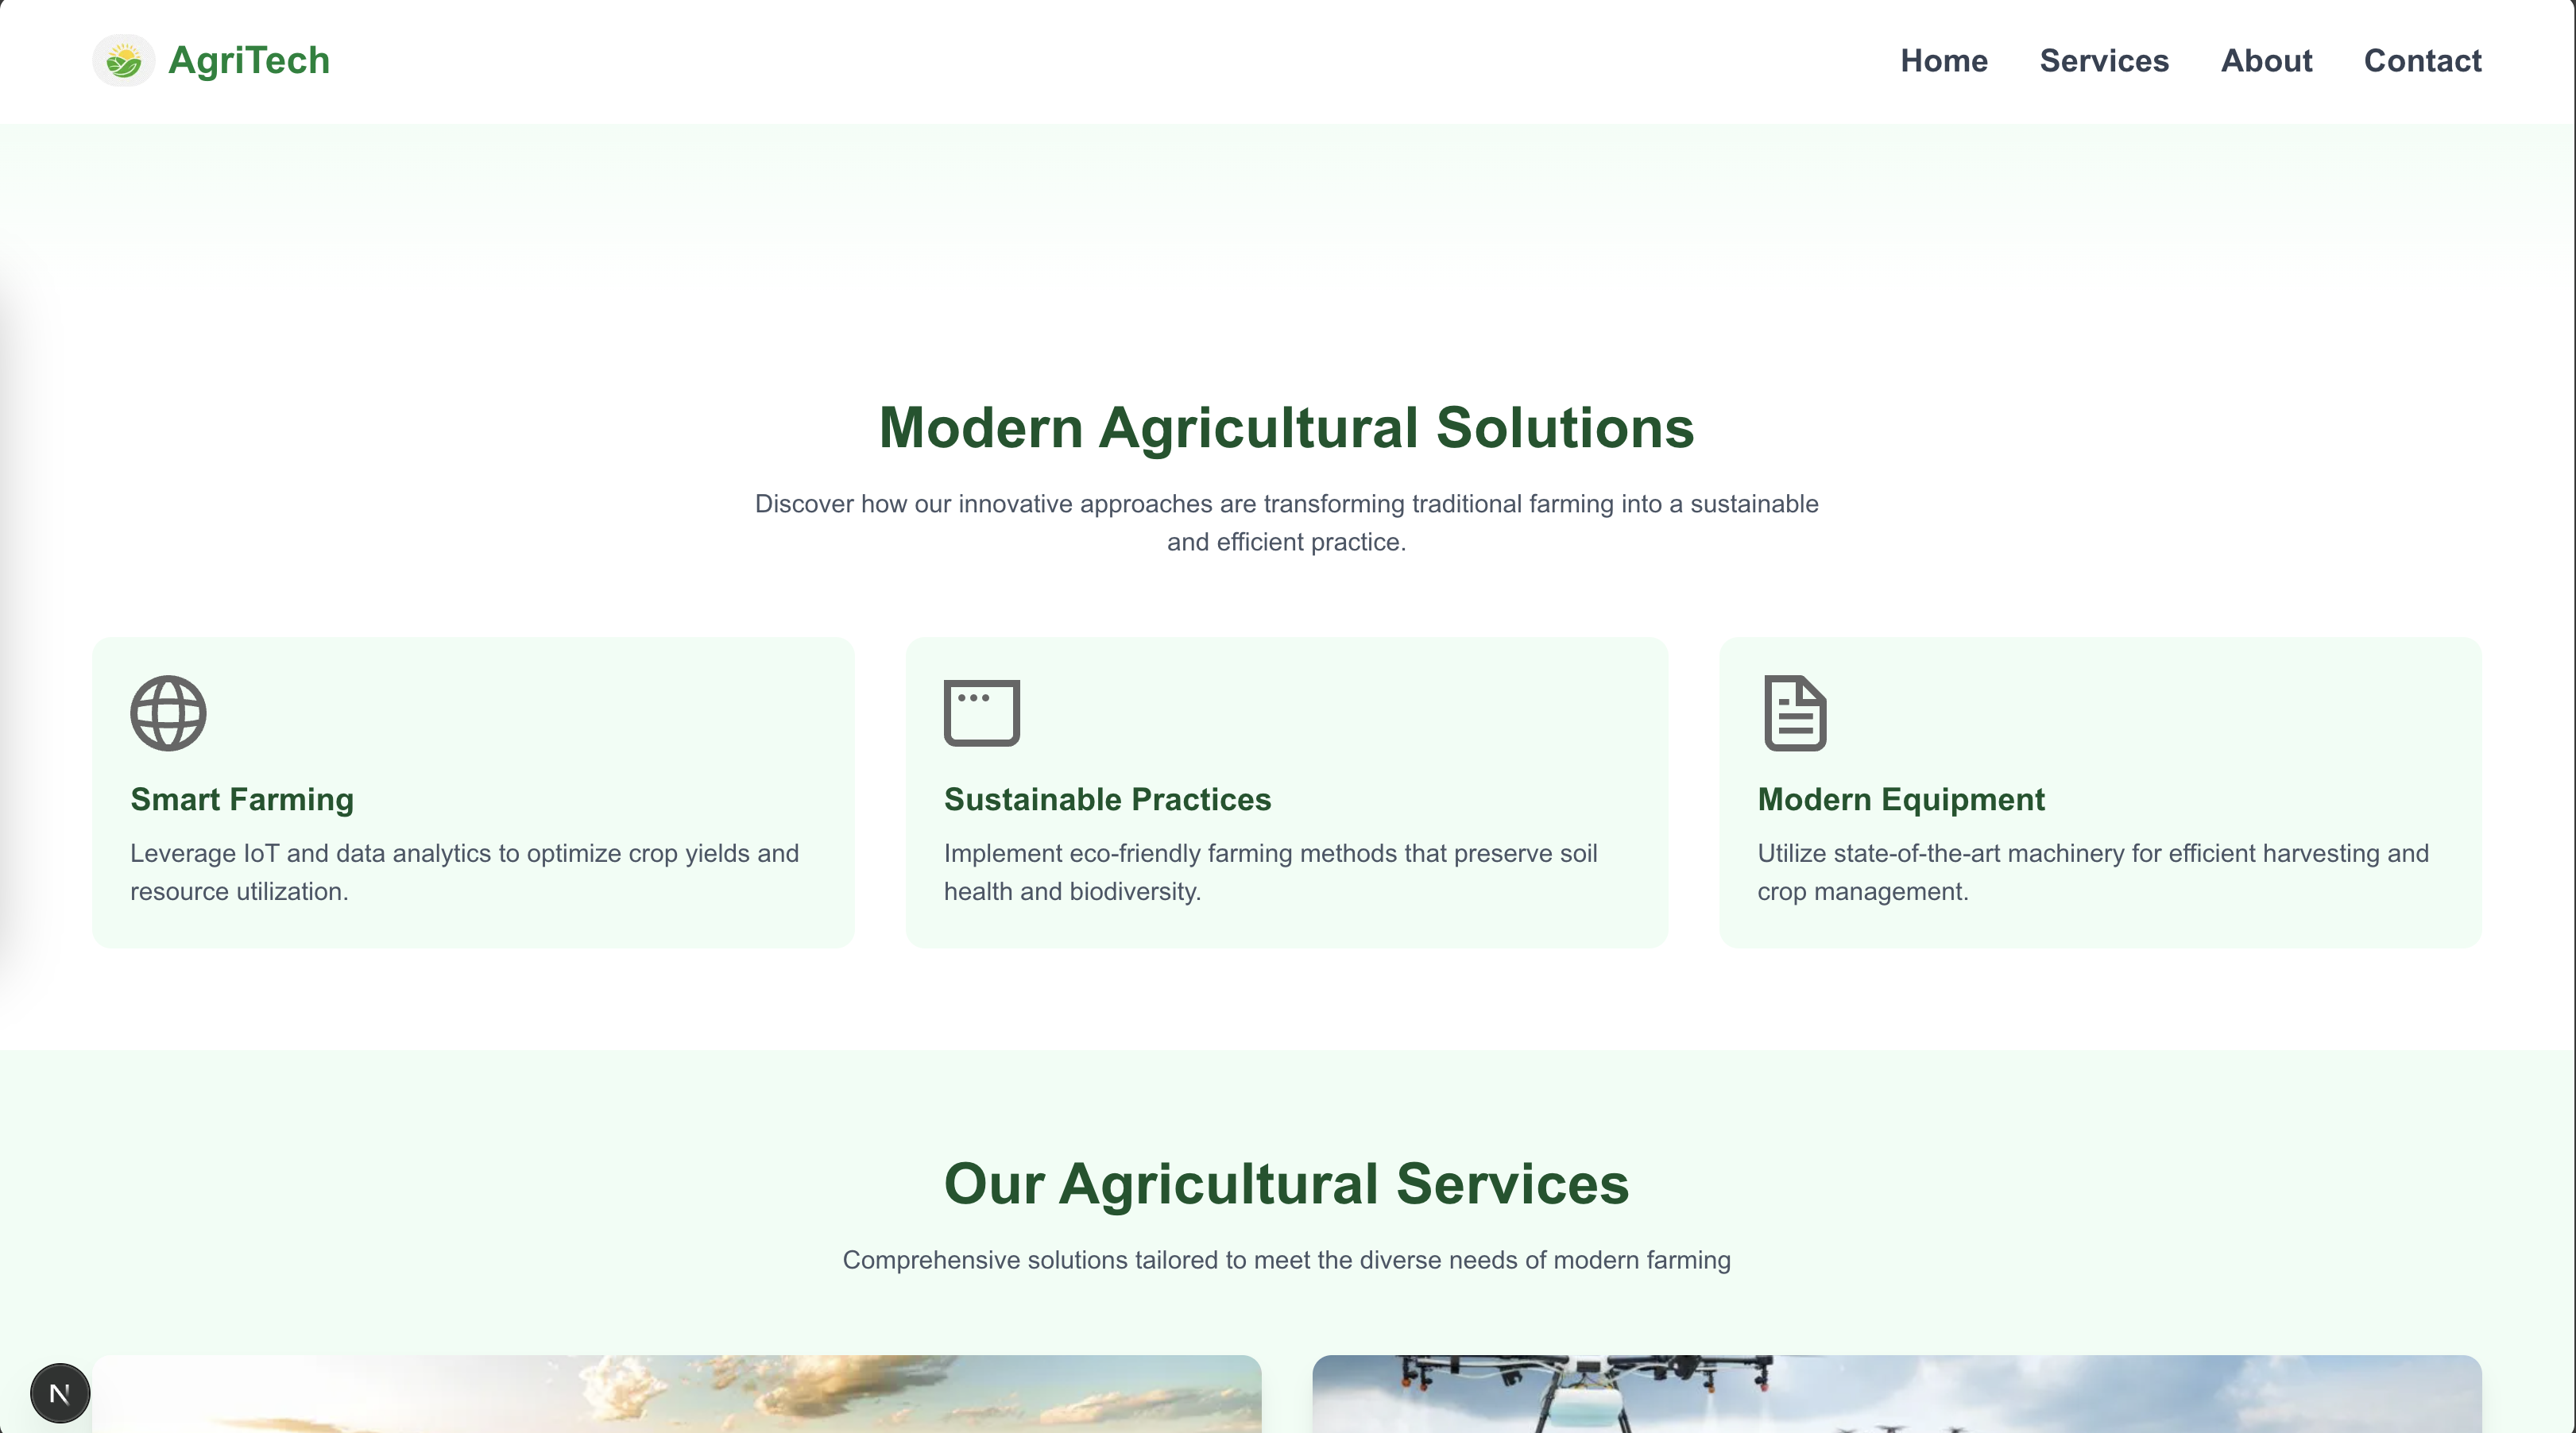 AgriTech
Home
Services
About
Contact
Modern Agricultural Solutions
Discover how our innovative approaches are transforming traditional farming into a sustainable
and efficient practice.
Smart Farming
Leverage IoT and data analytics to optimize crop yields and
resource utilization.
Sustainable Practices
Implement eco-friendly farming methods that preserve soil
health and biodiversity.
Modern Equipment
Utilize state-of-the-art machinery for efficient harvesting and
crop management.
Our Agricultural Services
Comprehensive solutions tailored to meet the diverse needs of modern farming
N